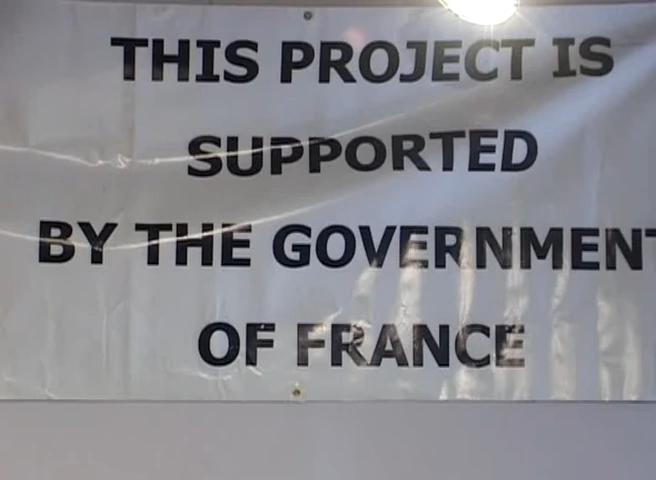 THIS PROJECT IS
SUPPORTED
BY THE GOVERNMENT
OF FRANCE